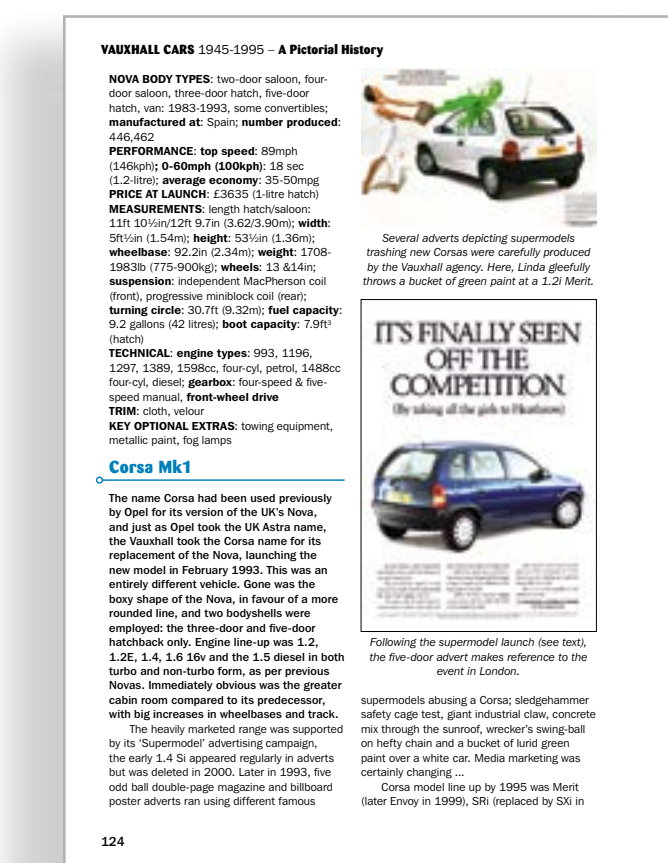 VAUXHALL CARS 1945-1995 – A Pictorial History
NOVA BODY TYPES: two-door saloon, four-
door saloon, three-door hatch, five-door
hatch, van: 1983-1993, some convertibles;
manufactured at: Spain; number produced:
446,462
PERFORMANCE: top speed: 89mph
(146kph); 0-60mph (100kph): 18 sec
(1.2-litre); average economy: 35-50mpg
PRICE AT LAUNCH: £3635 (1-litre hatch)
MEASUREMENTS: length hatch/saloon:
11ft 10½in/12ft 9.7in (3.62/3.90m); width:
5ft½in (1.54m); height: 53½in (1.36m);
wheelbase: 92.2in (2.34m); weight: 1708-
1983lb (775-900kg); wheels: 13 &14in;
suspension: independent MacPherson coil
(front), progressive miniblock coil (rear);
turning circle: 30.7ft (9.32m); fuel capacity:
9.2 gallons (42 litres); boot capacity: 7.9ft³
(hatch)
TECHNICAL: engine types: 993, 1196,
1297, 1389, 1598cc, four-cyl, petrol, 1488cc
four-cyl, diesel; gearbox: four-speed & five-
speed manual, front-wheel drive
TRIM: cloth, velour
KEY OPTIONAL EXTRAS: towing equipment,
metallic paint, fog lamps
Corsa Mk1
The name Corsa had been used previously
by Opel for its version of the UK's Nova,
and just as Opel took the UK Astra name,
the Vauxhall took the Corsa name for its
replacement of the Nova, launching the
new model in February 1993. This was an
entirely different vehicle. Gone was the
boxy shape of the Nova, in favour of a more
rounded line, and two bodyshells were
employed: the three-door and five-door
hatchback only. Engine line-up was 1.2,
1.2E, 1.4, 1.6 16v and the 1.5 diesel in both
turbo and non-turbo form, as per previous
Novas. Immediately obvious was the greater
cabin room compared to its predecessor,
with big increases in wheelbases and track.
The heavily marketed range was supported
by its 'Supermodel' advertising campaign,
the early 1.4 Si appeared regularly in adverts
but was deleted in 2000. Later in 1993, five
odd ball double-page magazine and billboard
poster adverts ran using different famous
Several adverts depicting supermodels
trashing new Corsas were carefully produced
by the Vauxhall agency. Here, Linda gleefully
throws a bucket of green paint at a 1.2i Merit.
IT'S FINALLY SEEN
OFF THE
COMPETITION.
(By taking all the girls to Heathrow)
Following the supermodel launch (see text),
the five-door advert makes reference to the
event in London.
supermodels abusing a Corsa; sledgehammer
safety cage test, giant industrial claw, concrete
mix through the sunroof, wrecker's swing-ball
on hefty chain and a bucket of lurid green
paint over a white car. Media marketing was
certainly changing ...
Corsa model line up by 1995 was Merit
(later Envoy in 1999), SRi (replaced by SXi in
124